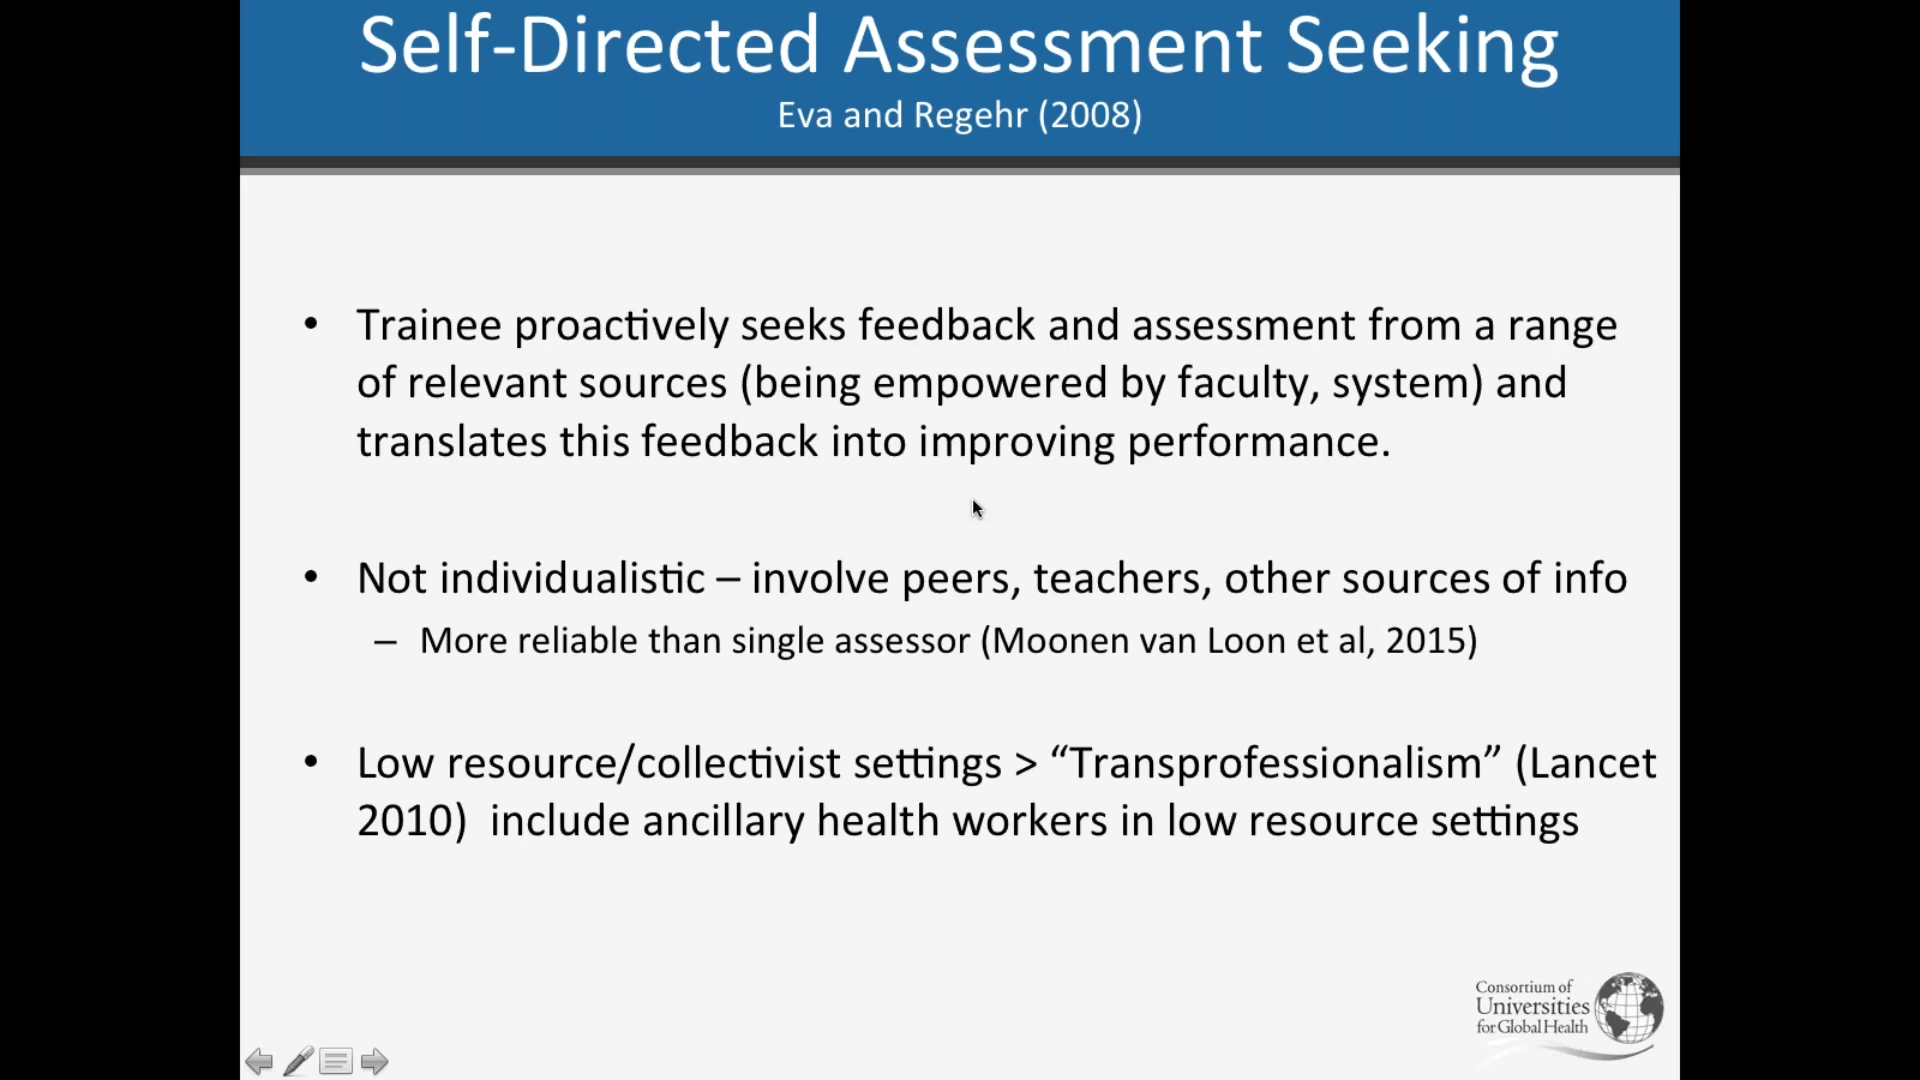 Self-Directed Assessment Seeking
Eva and Regehr (2008)
• Trainee proactively seeks feedback and assessment from a range
of relevant sources (being empowered by faculty, system) and
translates this feedback into improving performance.
• Not individualistic – involve peers, teachers, other sources of info
– More reliable than single assessor (Moonen van Loon et al, 2015)
• Low resource/collectivist settings > “Transprofessionalism” (Lancet
2010)  include ancillary health workers in low resource settings
Consortium of
Universities
for Global Health